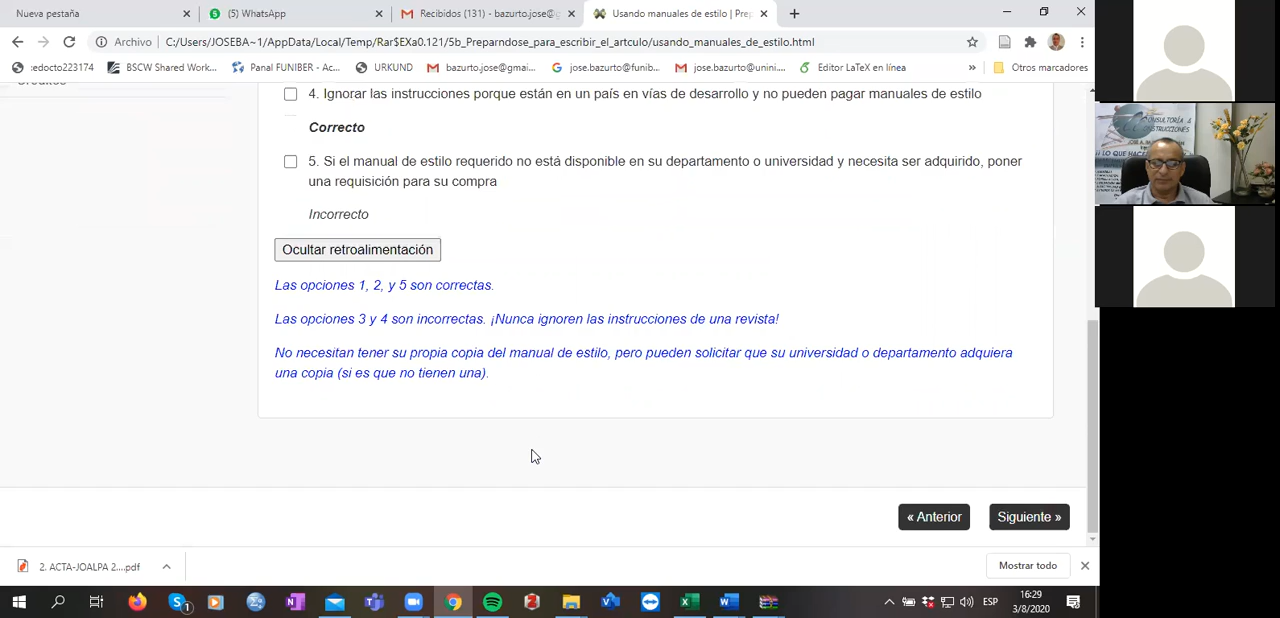 Nueva pestaña
(5) WhatsApp
Recibidos (131) - bazurto.jose@g
Usando manuales de estilo | Pre
Archivo
C:/Users/JOSEBA~1/AppData/Local/Temp/Rar$EXa0.121/5b_Preparndose_para_escribir_el_artculo/usando_manuales_de_estilo.html
:edocto223174
BSCW Shared Work...
Panal FUNIBER - Ac...
URKUND
bazurto.jose@gmai...
jose.bazurto@funib...
jose.bazurto@unini....
Editor LaTeX en línea
»
Otros marcadores
4. Ignorar las instrucciones porque están en un país en vías de desarrollo y no pueden pagar manuales de estilo
Correcto
5. Si el manual de estilo requerido no está disponible en su departamento o universidad y necesita ser adquirido, poner
una requisición para su compra
Incorrecto
Ocultar retroalimentación
Las opciones 1, 2, y 5 son correctas.
Las opciones 3 y 4 son incorrectas. ¡Nunca ignoren las instrucciones de una revista!
No necesitan tener su propia copia del manual de estilo, pero pueden solicitar que su universidad o departamento adquiera
una copia (si es que no tienen una).
« Anterior
Siguiente »
2. ACTA-JOALPA 2....pdf
Mostrar todo
ESP
16:29
3/8/2020
CONSULTORÍA &
CONSTRUCCIONES